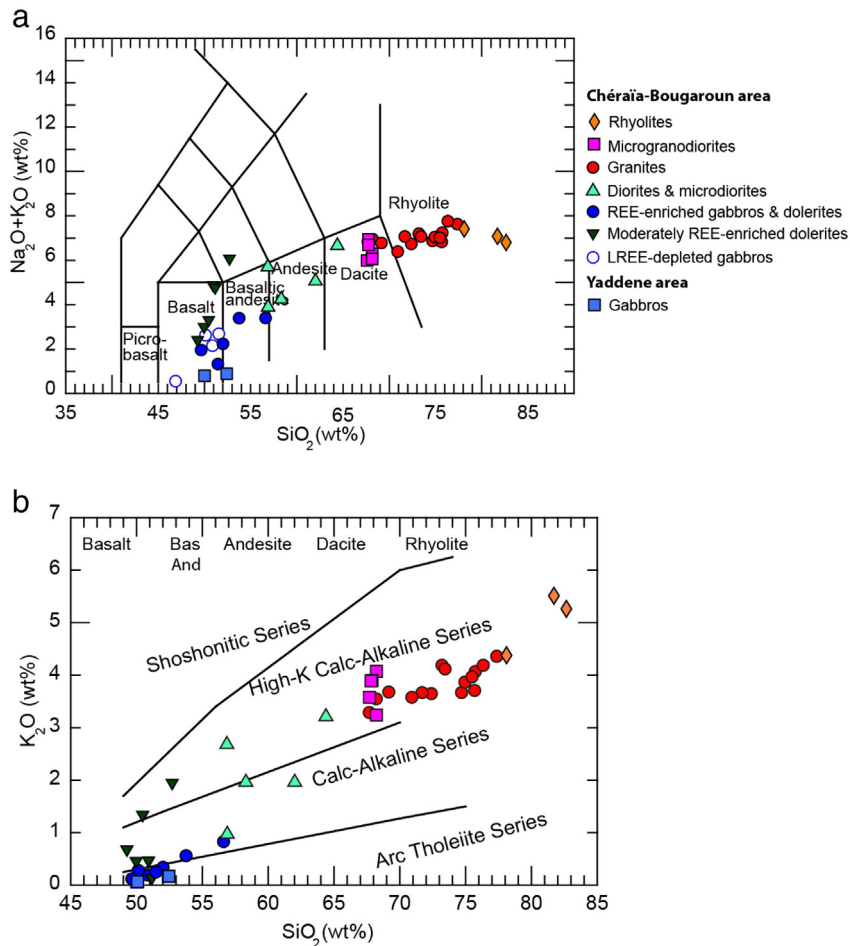 a
16
14
12
10
8
6
4
2
0
Na2O+K2O (wt%)
Picro-
basalt
Basalt
Basaltic
andesite
Andesite
Dacite
Rhyolite
35 45 55 65 75 85
SiO2(wt%)
Chéraïa-Bougaroun area
Rhyolites
Microgranodiorites
Granites
Diorites & microdiorites
REE-enriched gabbros & dolerites
Moderately REE-enriched dolerites
LREE-depleted gabbros
Yaddene area
Gabbros
b
7
6
5
4
3
2
1
0
K2O (wt%)
Basalt Bas Andesite Dacite Rhyolite
And
Shoshonitic Series
High-K Calc-Alkaline Series
Calc-Alkaline Series
Arc Tholeiite Series
45 50 55 60 65 70 75 80 85
SiO2(wt%)